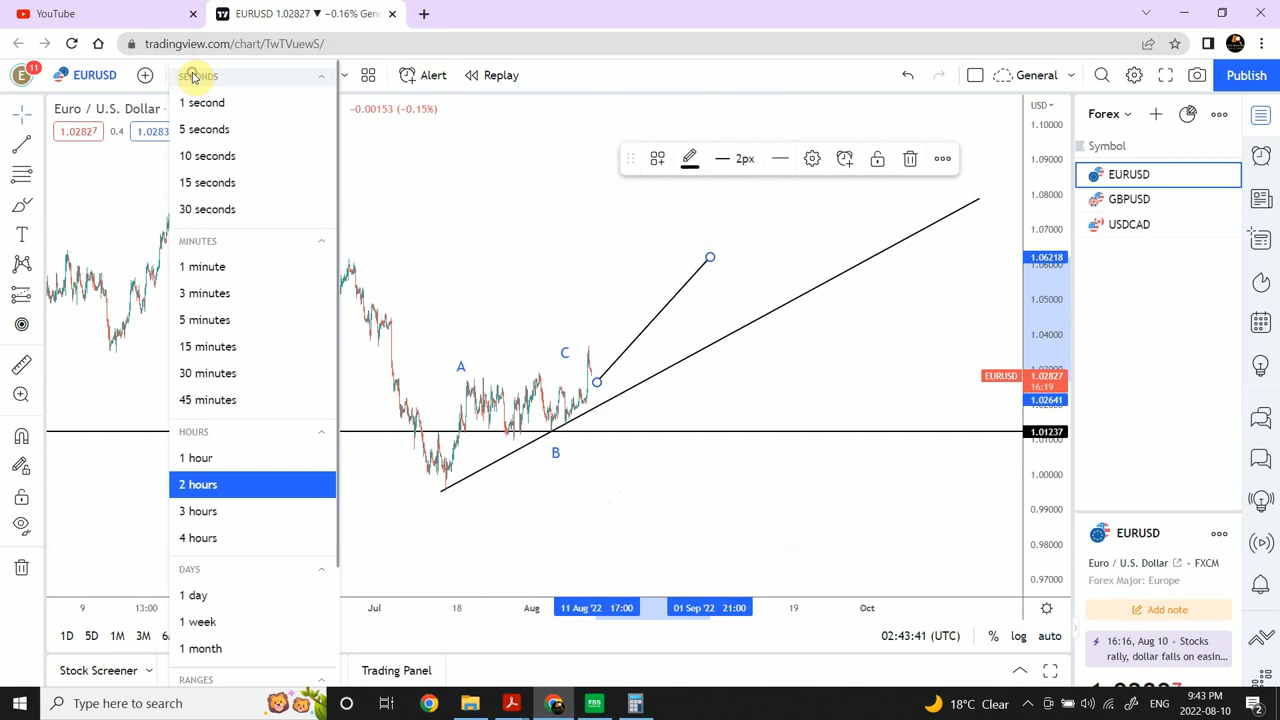 YouTube
EURUSD 1.02827 ▼ −0.16% Gene
tradingview.com/chart/TwTVuewS/
E
11
EURUSD
SECONDS
Alert
Replay
General
Publish
Euro / U.S. Dollar
1.02827
0.4
1.0283
−0.00153 (−0.15%)
1 second
5 seconds
10 seconds
15 seconds
30 seconds
MINUTES
1 minute
3 minutes
5 minutes
15 minutes
30 minutes
45 minutes
HOURS
1 hour
2 hours
3 hours
4 hours
DAYS
1 day
1 week
1 month
RANGES
2px
A
B
C
USD
1.10000
1.09000
1.08000
1.07000
1.06218
1.05000
1.04000
EURUSD
1.02827
16:19
1.02641
1.01237
1.00000
0.99000
0.98000
0.97000
9
13:00
Jul
18
Aug
11 Aug '22 17:00
01 Sep '22 21:00
19
Oct
1D
5D
1M
3M
02:43:41 (UTC)
%
log
auto
Stock Screener
Trading Panel
Forex
Symbol
EURUSD
GBPUSD
USDCAD
EURUSD
Euro / U.S. Dollar
FXCM
Forex Major: Europe
Add note
16:16, Aug 10 • Stocks
rally, dollar falls on easin...
Type here to search
FBS
18°C Clear
9:43 PM
2022-08-10
2